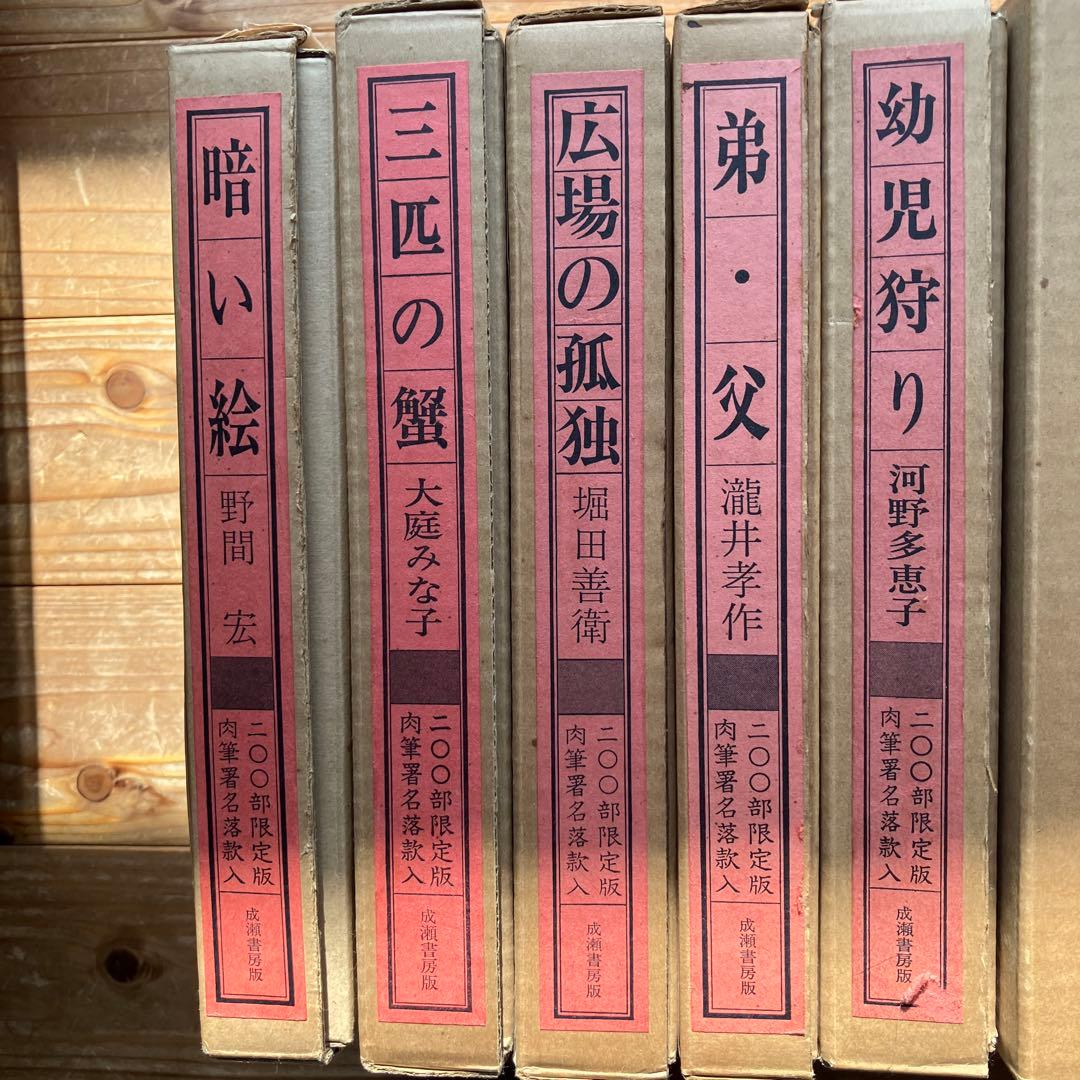 暗い絵
野間 宏
二〇〇部限定版
肉筆署名落款入
成瀬書房版
三匹の蟹
大庭みな子
二〇〇部限定版
肉筆署名落款入
成瀬書房版
広場の孤独
堀田善衛
二〇〇部限定版
肉筆署名落款入
成瀬書房版
弟・父
瀧井孝作
二〇〇部限定版
肉筆署名落款入
成瀬書房版
幼児狩り
河野多恵子
二〇〇部限定版
肉筆署名落款入
成瀬書房版